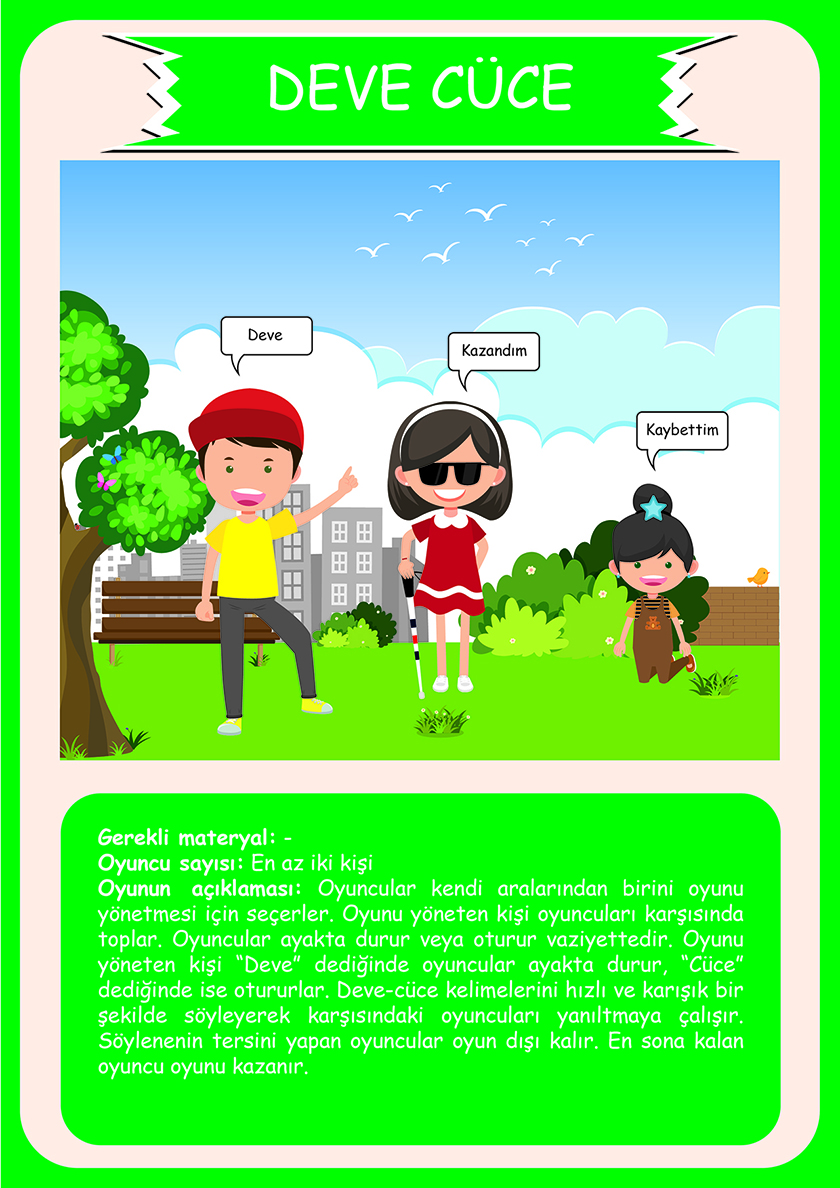 DEVE CÜCE
Deve
Kazandım
Kaybettim
Gerekli materyal: -
Oyuncu sayısı: En az iki kişi
Oyunun açıklaması: Oyuncular kendi aralarından birini oyunu
yönetmesi için seçerler. Oyunu yöneten kişi oyuncuları karşısında
toplar. Oyuncular ayakta durur veya oturur vaziyettedir. Oyunu
yöneten kişi “Deve” dediğinde oyuncular ayakta durur, “Cüce”
dediğinde ise otururlar. Deve-cüce kelimelerini hızlı ve karışık bir
şekilde söyleyerek karşısındaki oyuncuları yanıltmaya çalışır.
Söylenenin tersini yapan oyuncular oyun dışı kalır. En sona kalan
oyuncu oyunu kazanır.